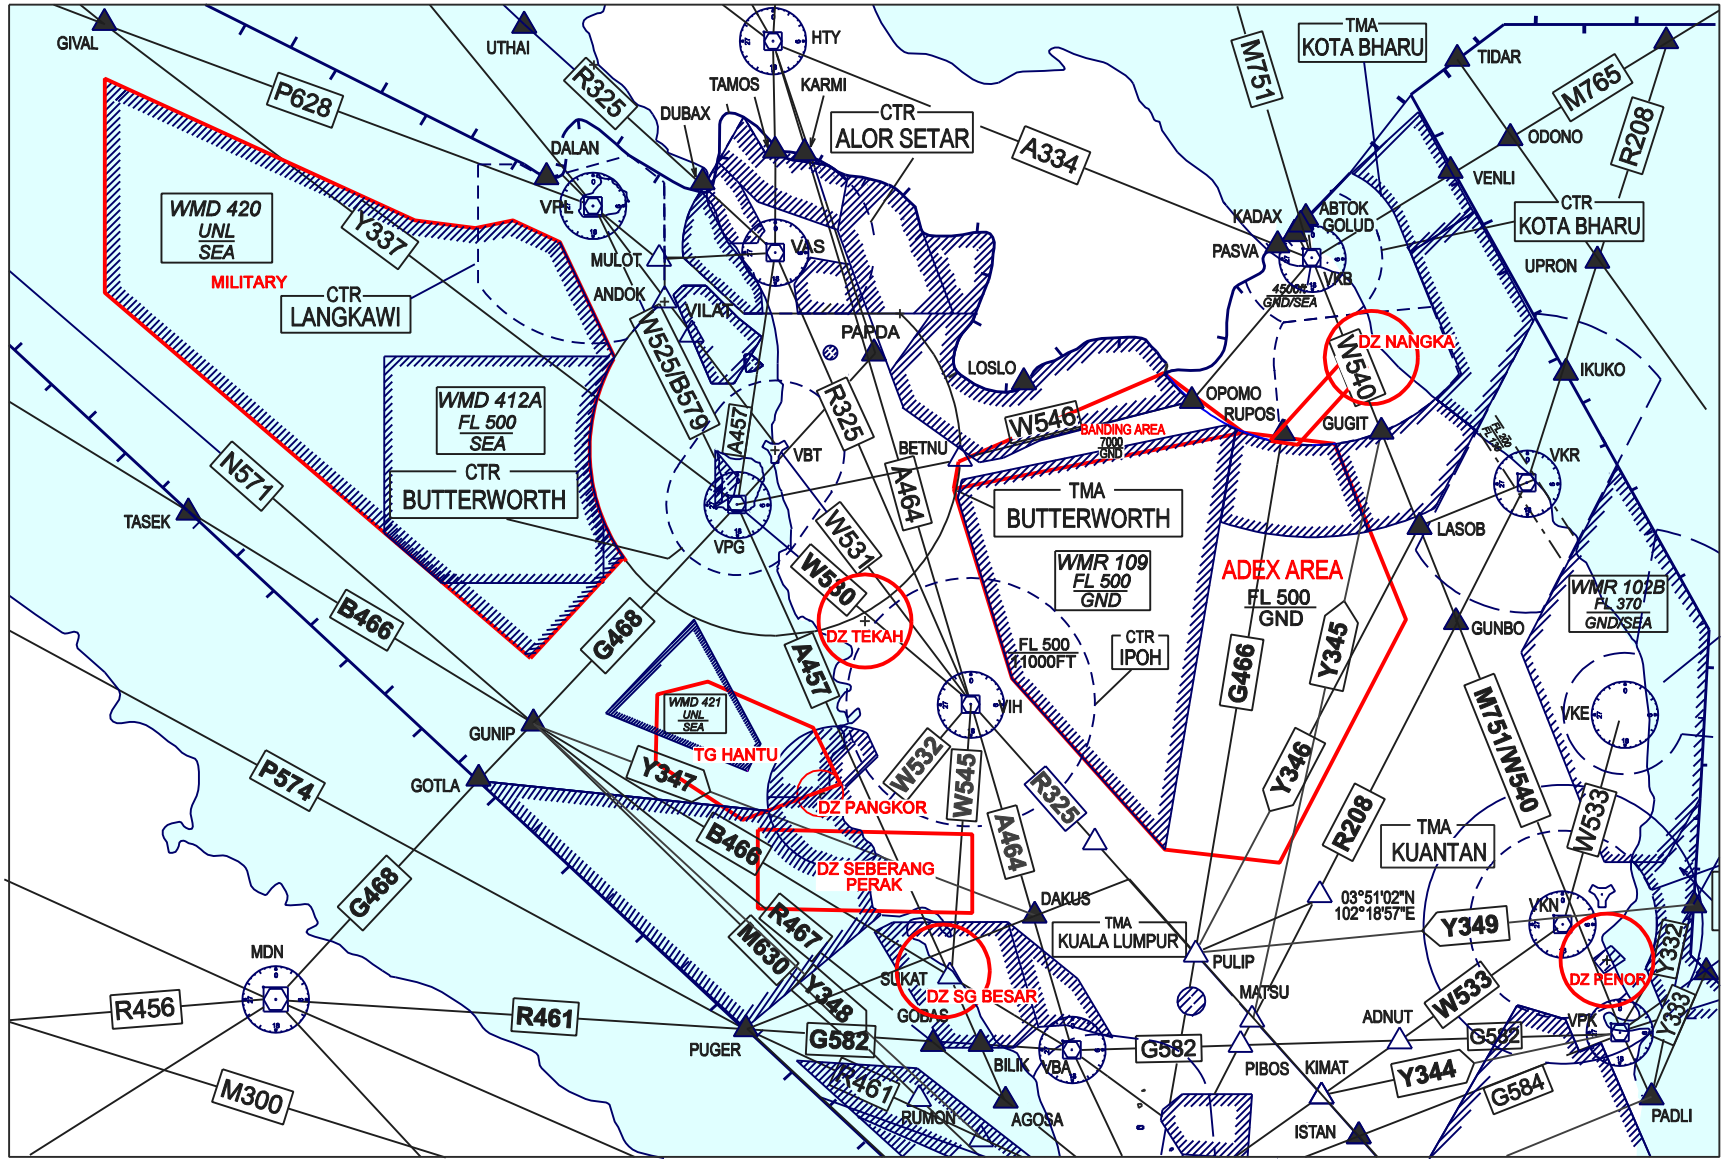 GIVAL
UTHAI
HTY
TMA
KOTA BHARU
TIDAR
P628
R325
TAMOS
KARMI
M751
M765
R208
DUBAX
CTR
ALOR SETAR
ODONO
DALAN
A334
VENLI
WMD 420
UNL
SEA
MILITARY
VPL
Y337
KADAX
ABTOK
GOLUD
PASVA
CTR
KOTA BHARU
VAS
MULOT
VKB
UPRON
ANDOK
VILAT
4500ft
GND/SEA
CTR
LANGKAWI
W525/B579
PAPDA
LOSLO
W540
DZ NANGKA
IKUKO
WMD 412A
FL 500
SEA
A457
R325
OPOMO
RUPOS
GUGIT
W546
BANDING AREA
7000
GND
FL 200
VBT
BETNU
VKR
N571
CTR
BUTTERWORTH
A464
TMA
BUTTERWORTH
TASEK
VPG
LASOB
W531
W530
WMR 109
FL 500
GND
ADEX AREA
FL 500
GND
WMR 102B
FL 370
GND/SEA
B466
G468
DZ TEKAH
FL 500
11000FT
CTR
IPOH
Y345
GUNBO
A457
G466
WMD 421
UNL
SEA
VIH
M751/W540
VKE
GUNIP
TG HANTU
Y347
W532
W545
Y346
GOTLA
P574
DZ PANGKOR
R325
R208
W533
B466
A464
TMA
KUANTAN
DZ SEBERANG
PERAK
G468
DAKUS
03°51'02"N
102°18'57"E
VKN
R467
TMA
KUALA LUMPUR
Y349
Y332
MDN
M630
SUKAT
PULIP
DZ PENOR
DZ SG BESAR
W533
R456
R461
Y348
MATSU
GOBAS
ADNUT
VPK
Y333
PUGER
G582
BILIK
VBA
G582
G582
PIBOS
KIMAT
Y344
G584
M300
R461
RUMON
AGOSA
ISTAN
PADLI